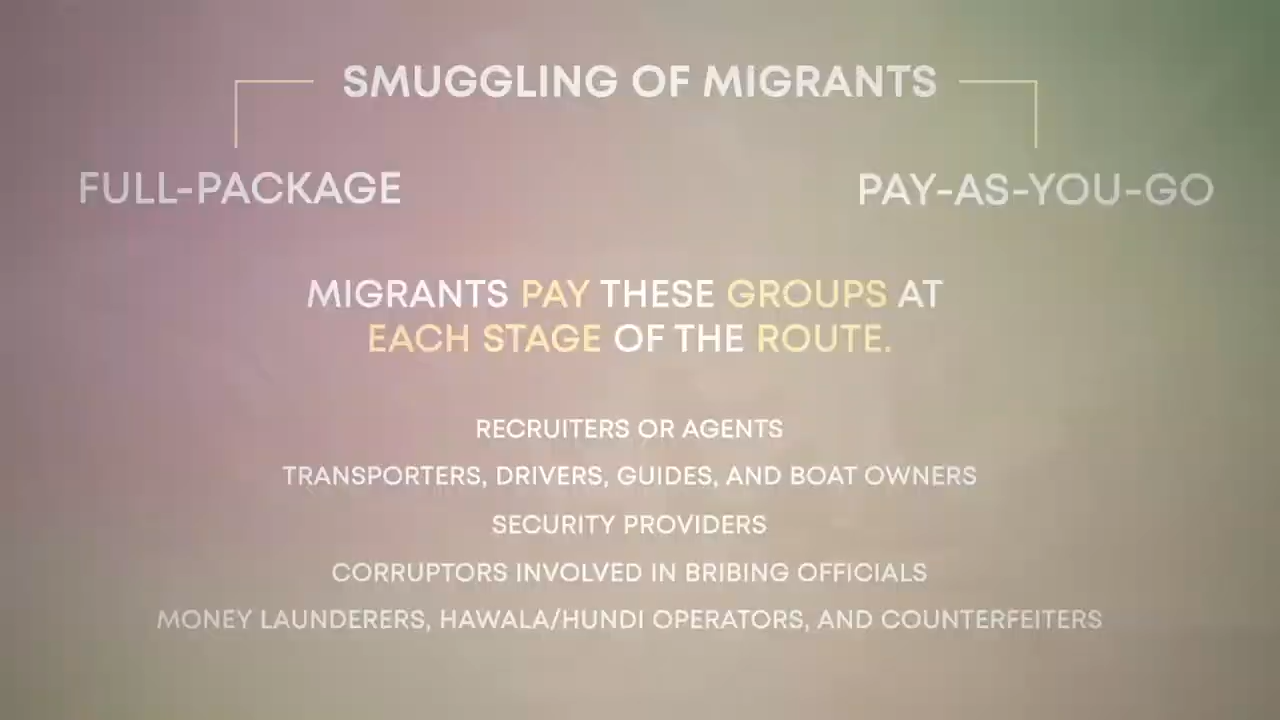 SMUGGLING OF MIGRANTS
FULL-PACKAGE
PAY-AS-YOU-GO
MIGRANTS PAY THESE GROUPS AT
EACH STAGE OF THE ROUTE.
RECRUITERS OR AGENTS
TRANSPORTERS, DRIVERS, GUIDES, AND BOAT OWNERS
SECURITY PROVIDERS
CORRUPTORS INVOLVED IN BRIBING OFFICIALS
MONEY LAUNDERERS, HAWALA/HUNDI OPERATORS, AND COUNTERFEITERS